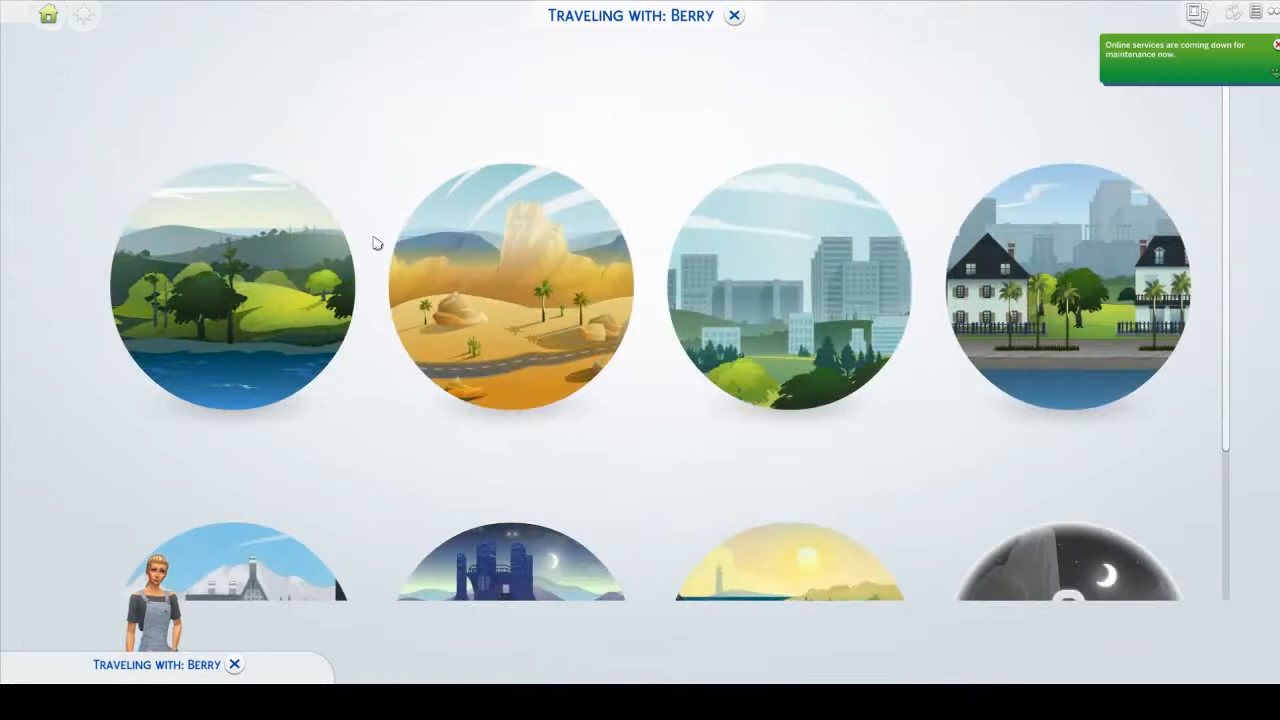 TRAVELING WITH: BERRY
Online services are coming down for
maintenance now.
TRAVELING WITH: BERRY